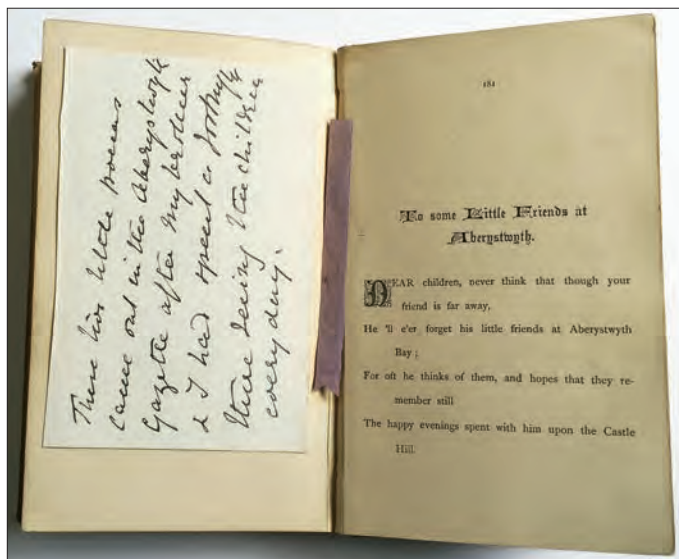 These two little poems
came out in the Aberystwyth
Gazette after my brother
& I had spent a fortnight
there seeing the children
every day.
181
To some Little Friends at
Aberystwyth.
DEAR children, never think that though your
friend is far away,
He 'll e'er forget his little friends at Aberystwyth
Bay ;
For oft he thinks of them, and hopes that they re-
member still
The happy evenings spent with him upon the Castle
Hill.